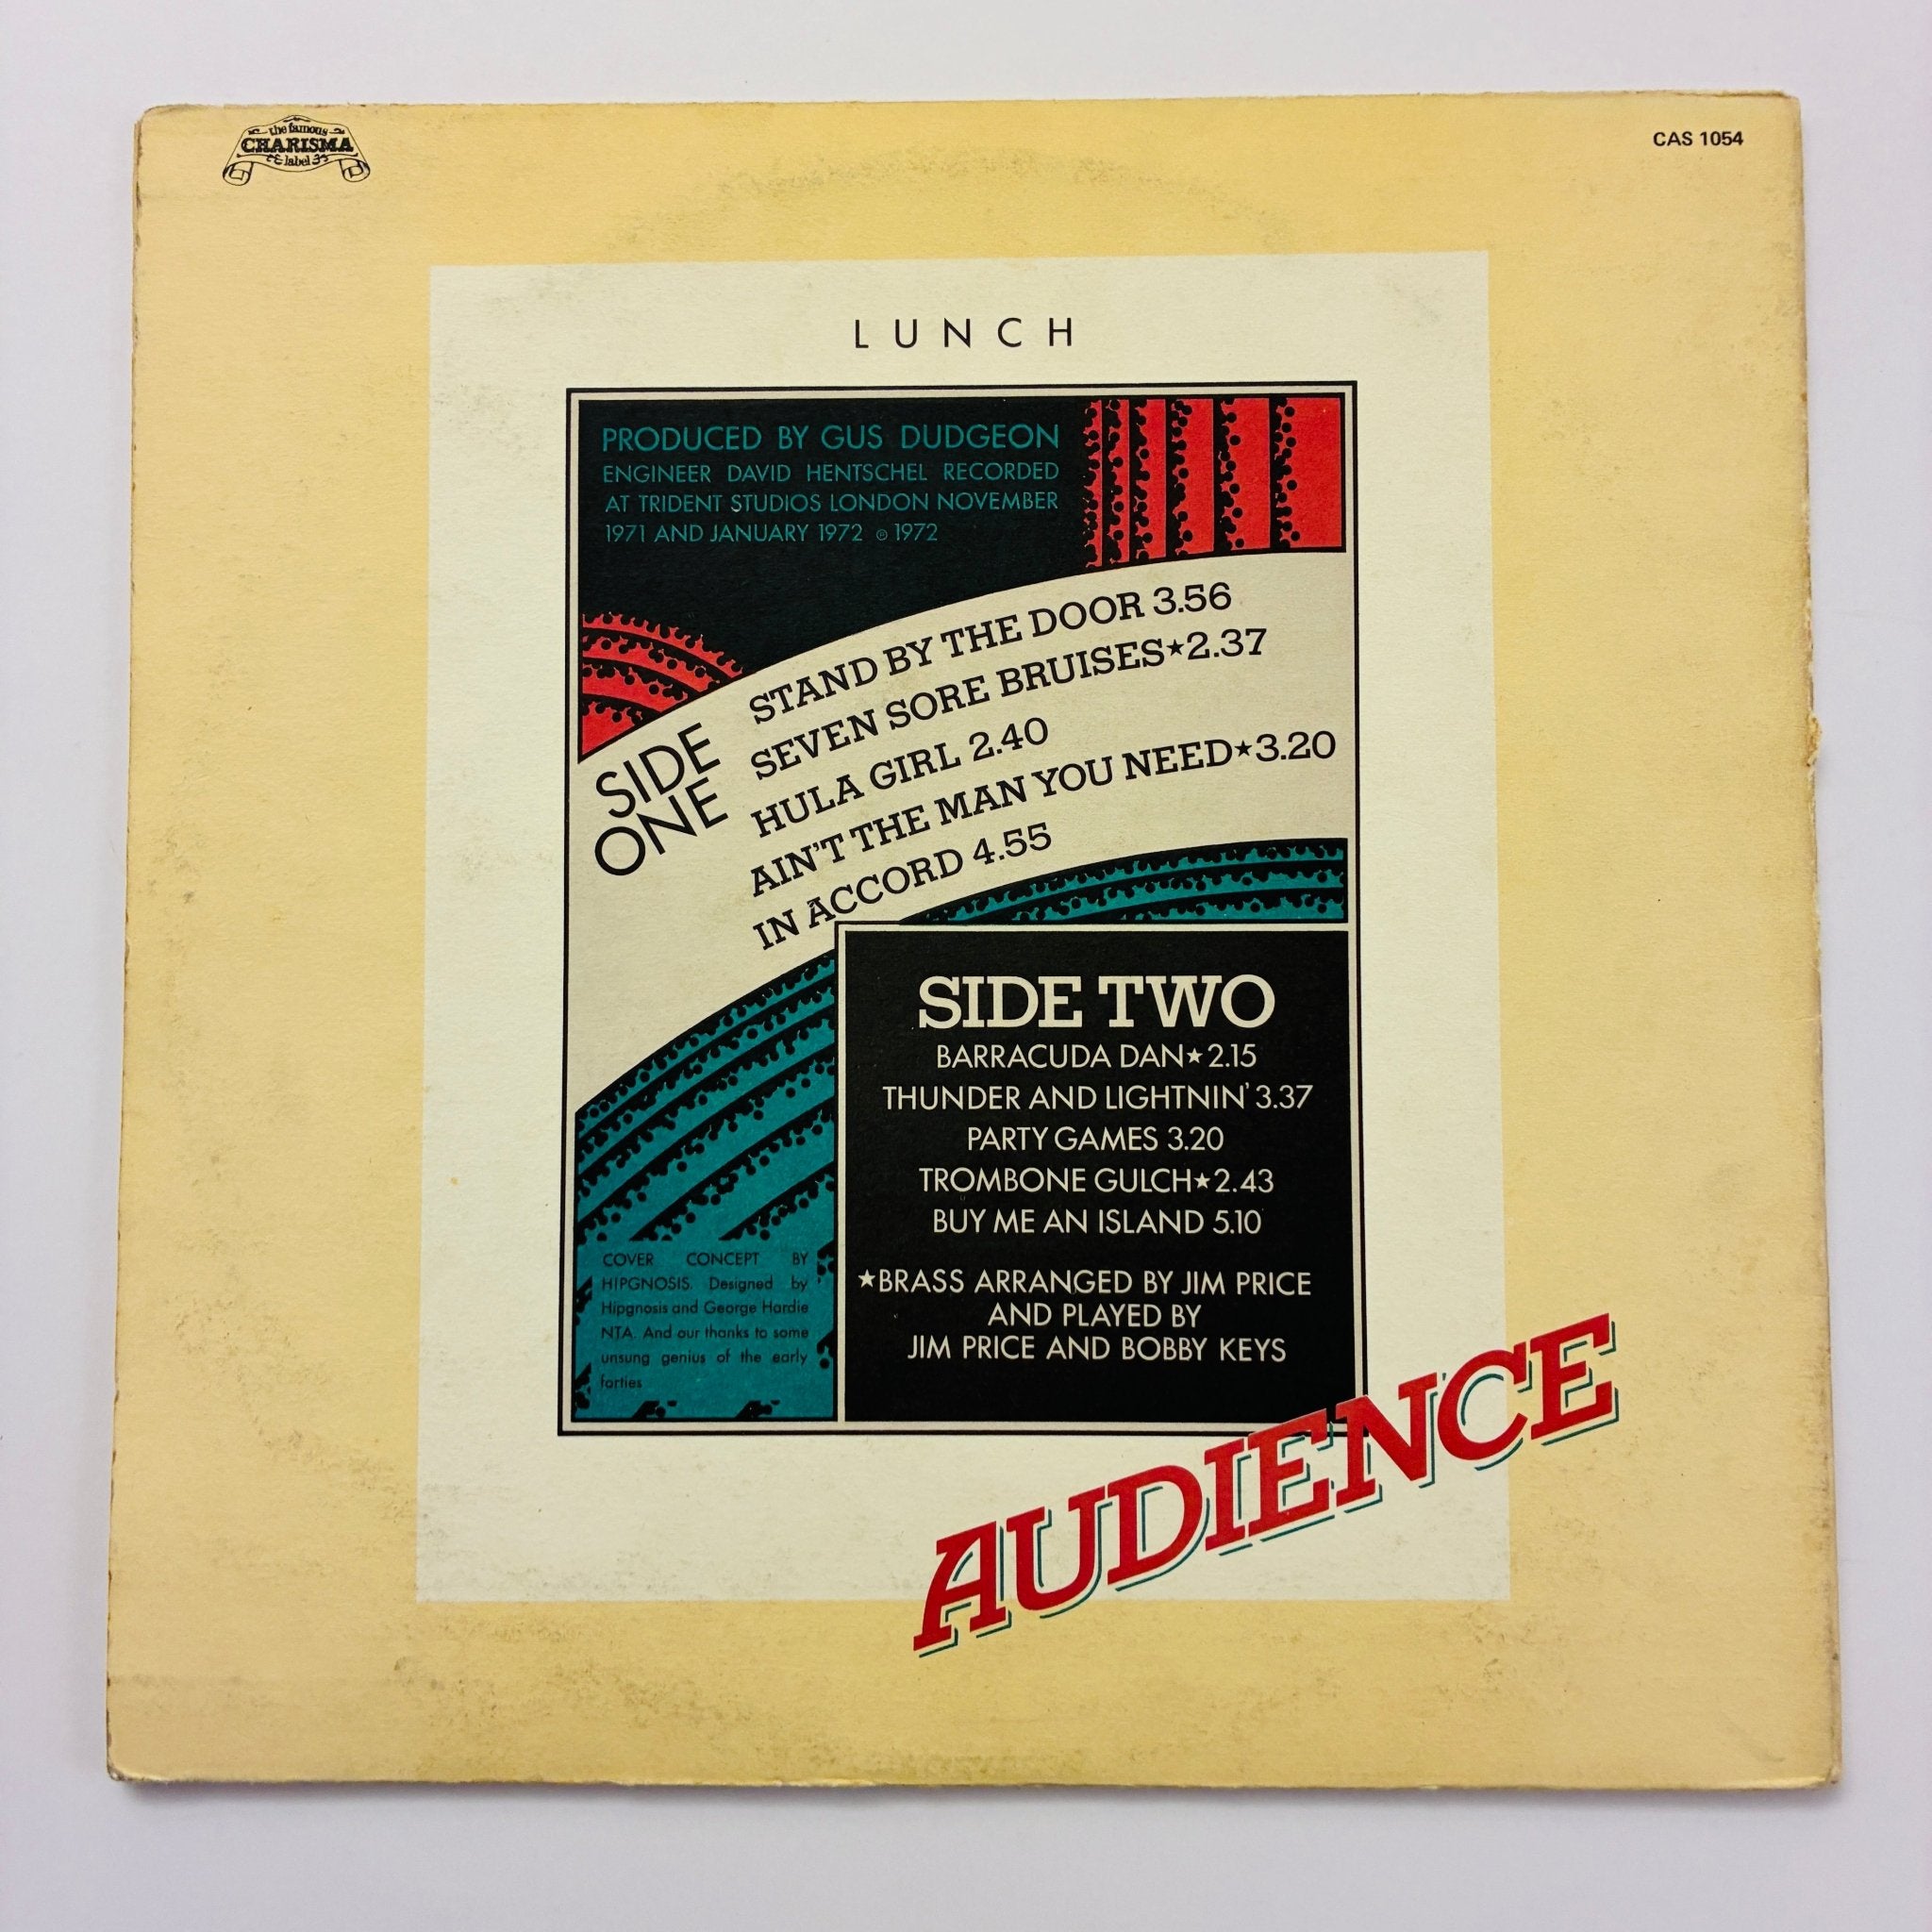 the famous
CHARISMA
label
CAS 1054
LUNCH
PRODUCED BY GUS DUDGEON
ENGINEER DAVID HENTSCHEL RECORDED
AT TRIDENT STUDIOS LONDON NOVEMBER
1971 AND JANUARY 1972 ℗ 1972
SIDE
ONE
STAND BY THE DOOR 3.56
SEVEN SORE BRUISES★2.37
HULA GIRL 2.40
AIN'T THE MAN YOU NEED★3.20
IN ACCORD 4.55
SIDE TWO
BARRACUDA DAN★2.15
THUNDER AND LIGHTNIN' 3.37
PARTY GAMES 3.20
TROMBONE GULCH★2.43
BUY ME AN ISLAND 5.10
★BRASS ARRANGED BY JIM PRICE
AND PLAYED BY
JIM PRICE AND BOBBY KEYS
COVER CONCEPT BY
HIPGNOSIS. Designed by
Hipgnosis and George Hardie
NTA. And our thanks to some
unsung genius of the early
forties
AUDIENCE